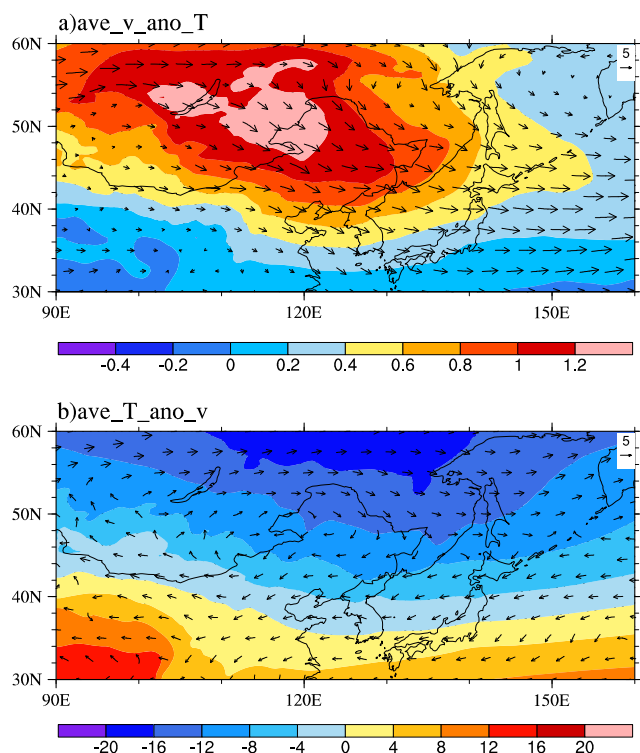 a)ave_v_ano_T
60N
5
50N
40N
30N
90E 120E 150E
-0.4 -0.2 0 0.2 0.4 0.6 0.8 1 1.2
b)ave_T_ano_v
60N
5
50N
40N
30N
90E 120E 150E
-20 -16 -12 -8 -4 0 4 8 12 16 20